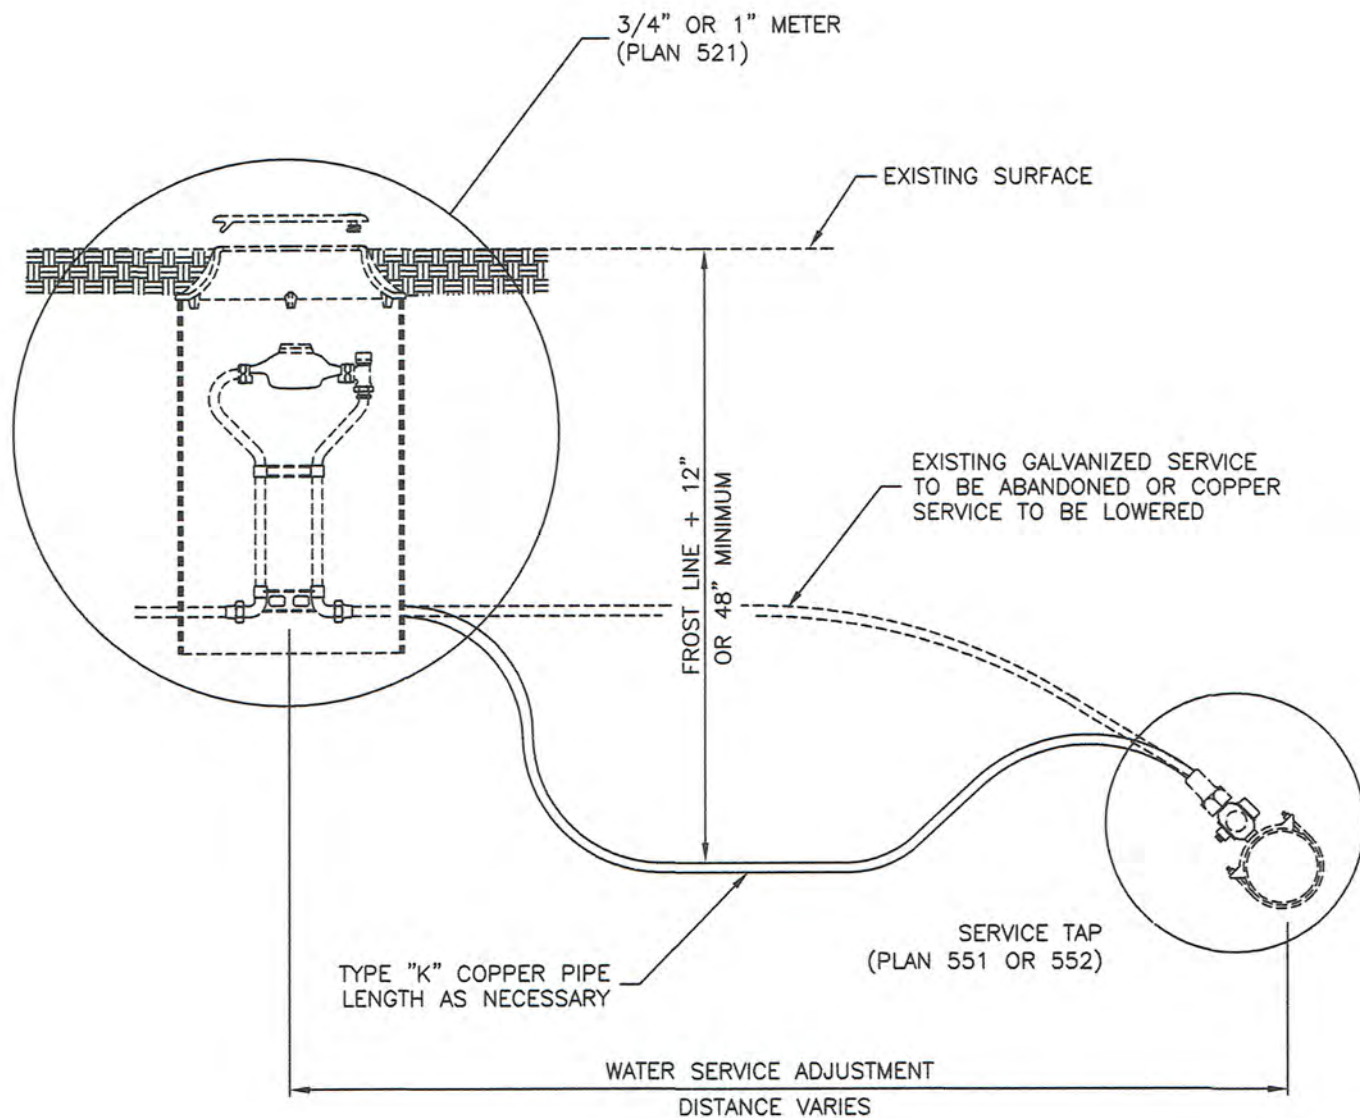 3/4" OR 1" METER
(PLAN 521)
EXISTING SURFACE
EXISTING GALVANIZED SERVICE
TO BE ABANDONED OR COPPER
SERVICE TO BE LOWERED
FROST LINE + 12"
OR 48" MINIMUM
SERVICE TAP
(PLAN 551 OR 552)
TYPE "K" COPPER PIPE
LENGTH AS NECESSARY
WATER SERVICE ADJUSTMENT
DISTANCE VARIES